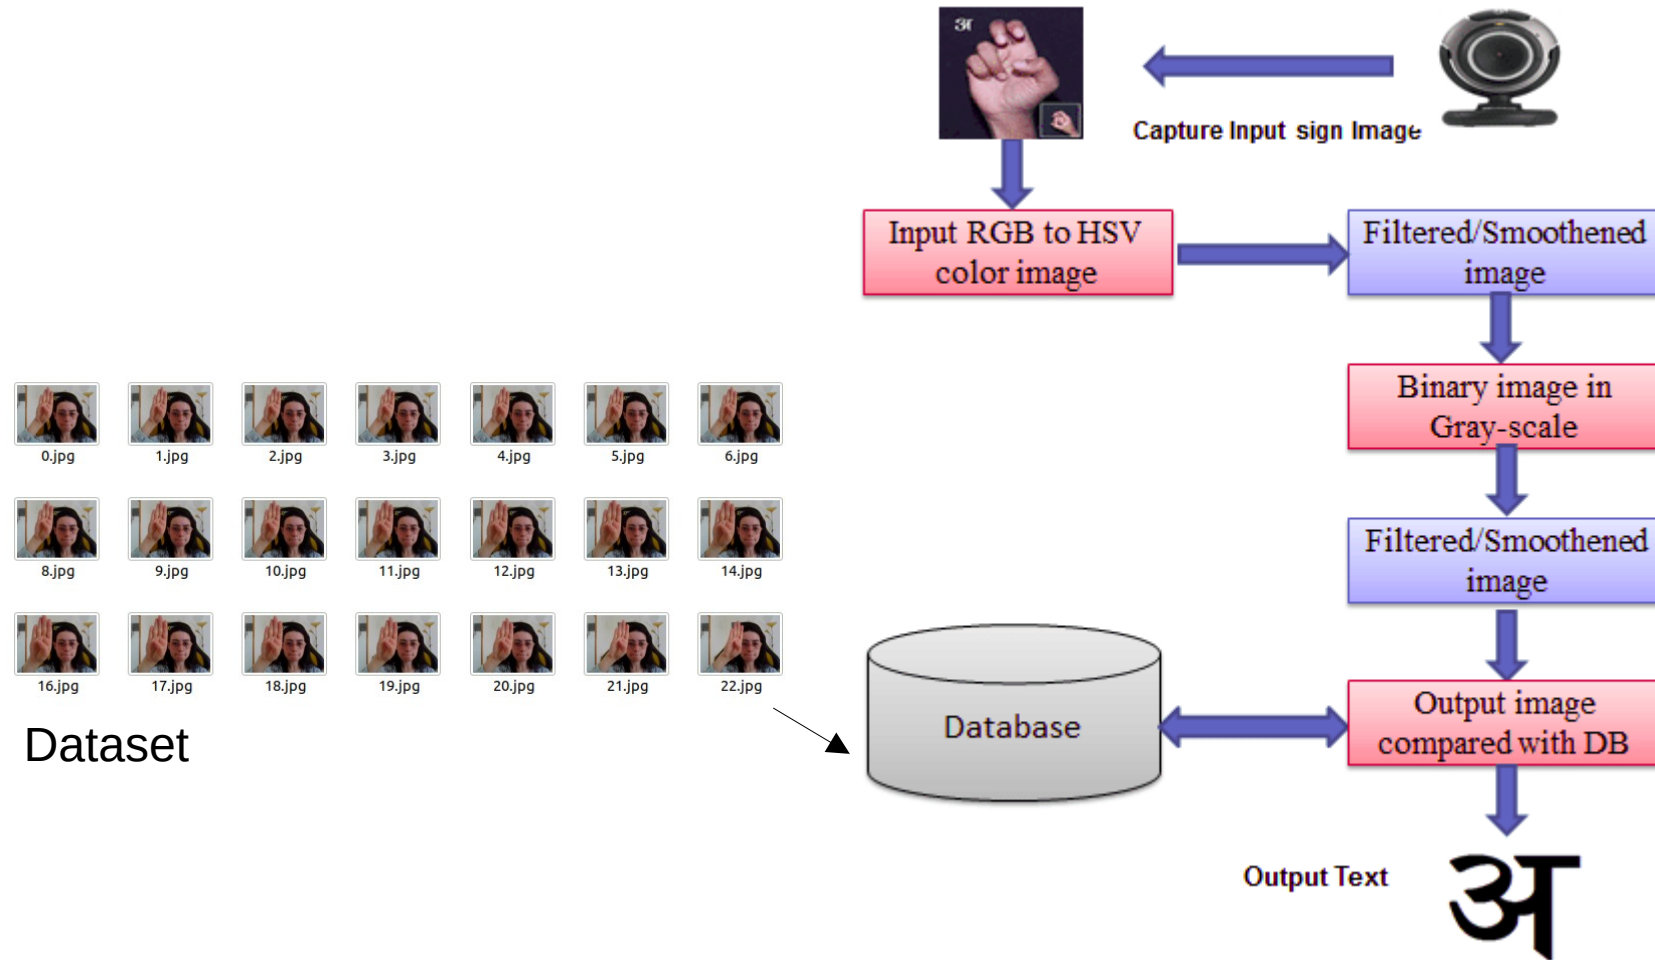 अ
Capture Input sign Image
Input RGB to HSV
color image
Filtered/Smoothened
image
Binary image in
Gray-scale
Filtered/Smoothened
image
0.jpg 1.jpg 2.jpg 3.jpg 4.jpg 5.jpg 6.jpg
8.jpg 9.jpg 10.jpg 11.jpg 12.jpg 13.jpg 14.jpg
16.jpg 17.jpg 18.jpg 19.jpg 20.jpg 21.jpg 22.jpg
Dataset
Database
Output image
compared with DB
Output Text
अ